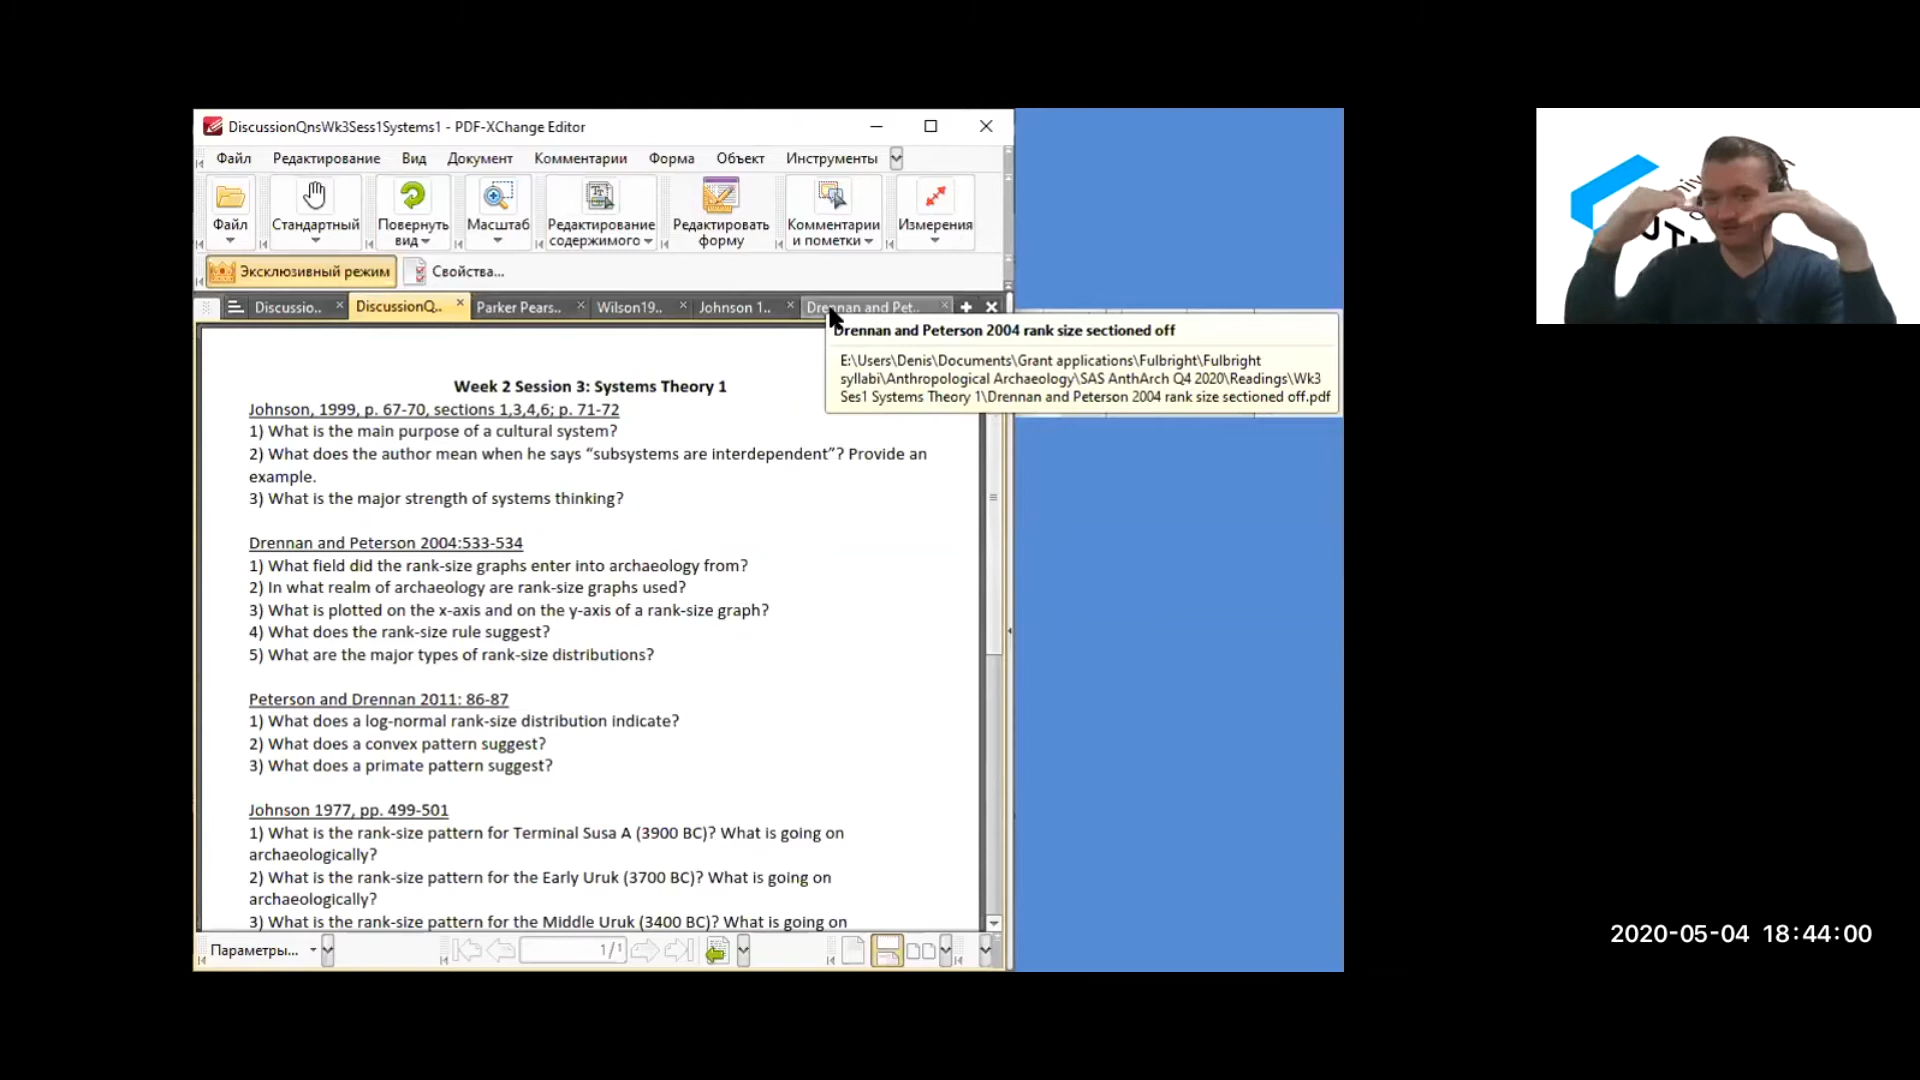 DiscussionQnsWk3Sess1Systems1 - PDF-XChange Editor
Файл Редактирование Вид Документ Комментарии Форма Объект Инструменты
Файл Стандартный Повернуть вид Масштаб Редактирование содержимого Редактировать форму Комментарии и пометки Измерения
Эксклюзивный режим Свойства...
Discussio.. DiscussionQ.. Parker Pears.. Wilson19.. Johnson 1.. Drennan and Pet..
Drennan and Peterson 2004 rank size sectioned off
E:\Users\Denis\Documents\Grant applications\Fulbright\Fulbright
syllabi\Anthropological Archaeology\SAS AnthArch Q4 2020\Readings\Wk3
Ses1 Systems Theory 1\Drennan and Peterson 2004 rank size sectioned off.pdf
Week 2 Session 3: Systems Theory 1
Johnson, 1999, p. 67-70, sections 1,3,4,6; p. 71-72
1) What is the main purpose of a cultural system?
2) What does the author mean when he says “subsystems are interdependent”? Provide an
example.
3) What is the major strength of systems thinking?
Drennan and Peterson 2004:533-534
1) What field did the rank-size graphs enter into archaeology from?
2) In what realm of archaeology are rank-size graphs used?
3) What is plotted on the x-axis and on the y-axis of a rank-size graph?
4) What does the rank-size rule suggest?
5) What are the major types of rank-size distributions?
Peterson and Drennan 2011: 86-87
1) What does a log-normal rank-size distribution indicate?
2) What does a convex pattern suggest?
3) What does a primate pattern suggest?
Johnson 1977, pp. 499-501
1) What is the rank-size pattern for Terminal Susa A (3900 BC)? What is going on
archaeologically?
2) What is the rank-size pattern for the Early Uruk (3700 BC)? What is going on
archaeologically?
3) What is the rank-size pattern for the Middle Uruk (3400 BC)? What is going on
Параметры... 1/1
2020-05-04 18:44:00